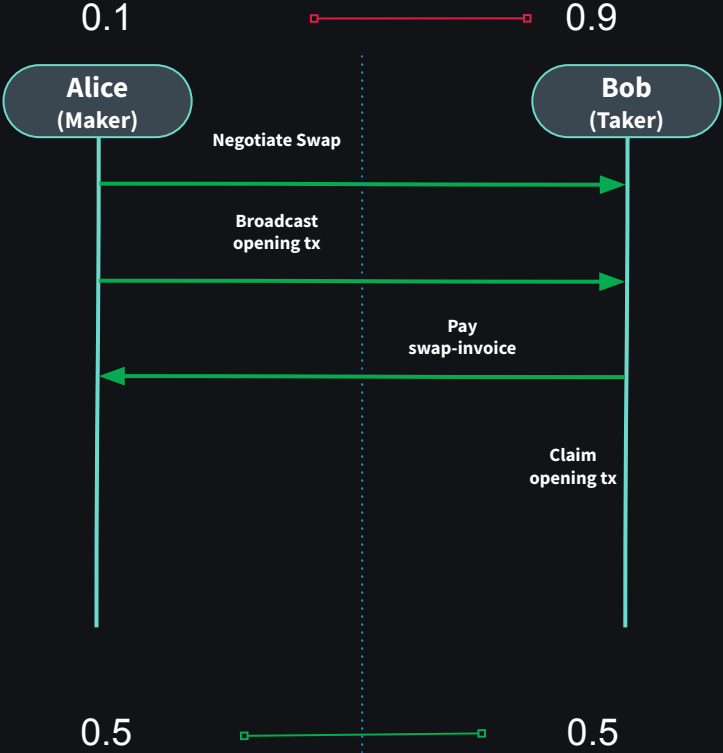 0.1
0.9
Alice
(Maker)
Bob
(Taker)
Negotiate Swap
Broadcast
opening tx
Pay
swap-invoice
Claim
opening tx
0.5
0.5